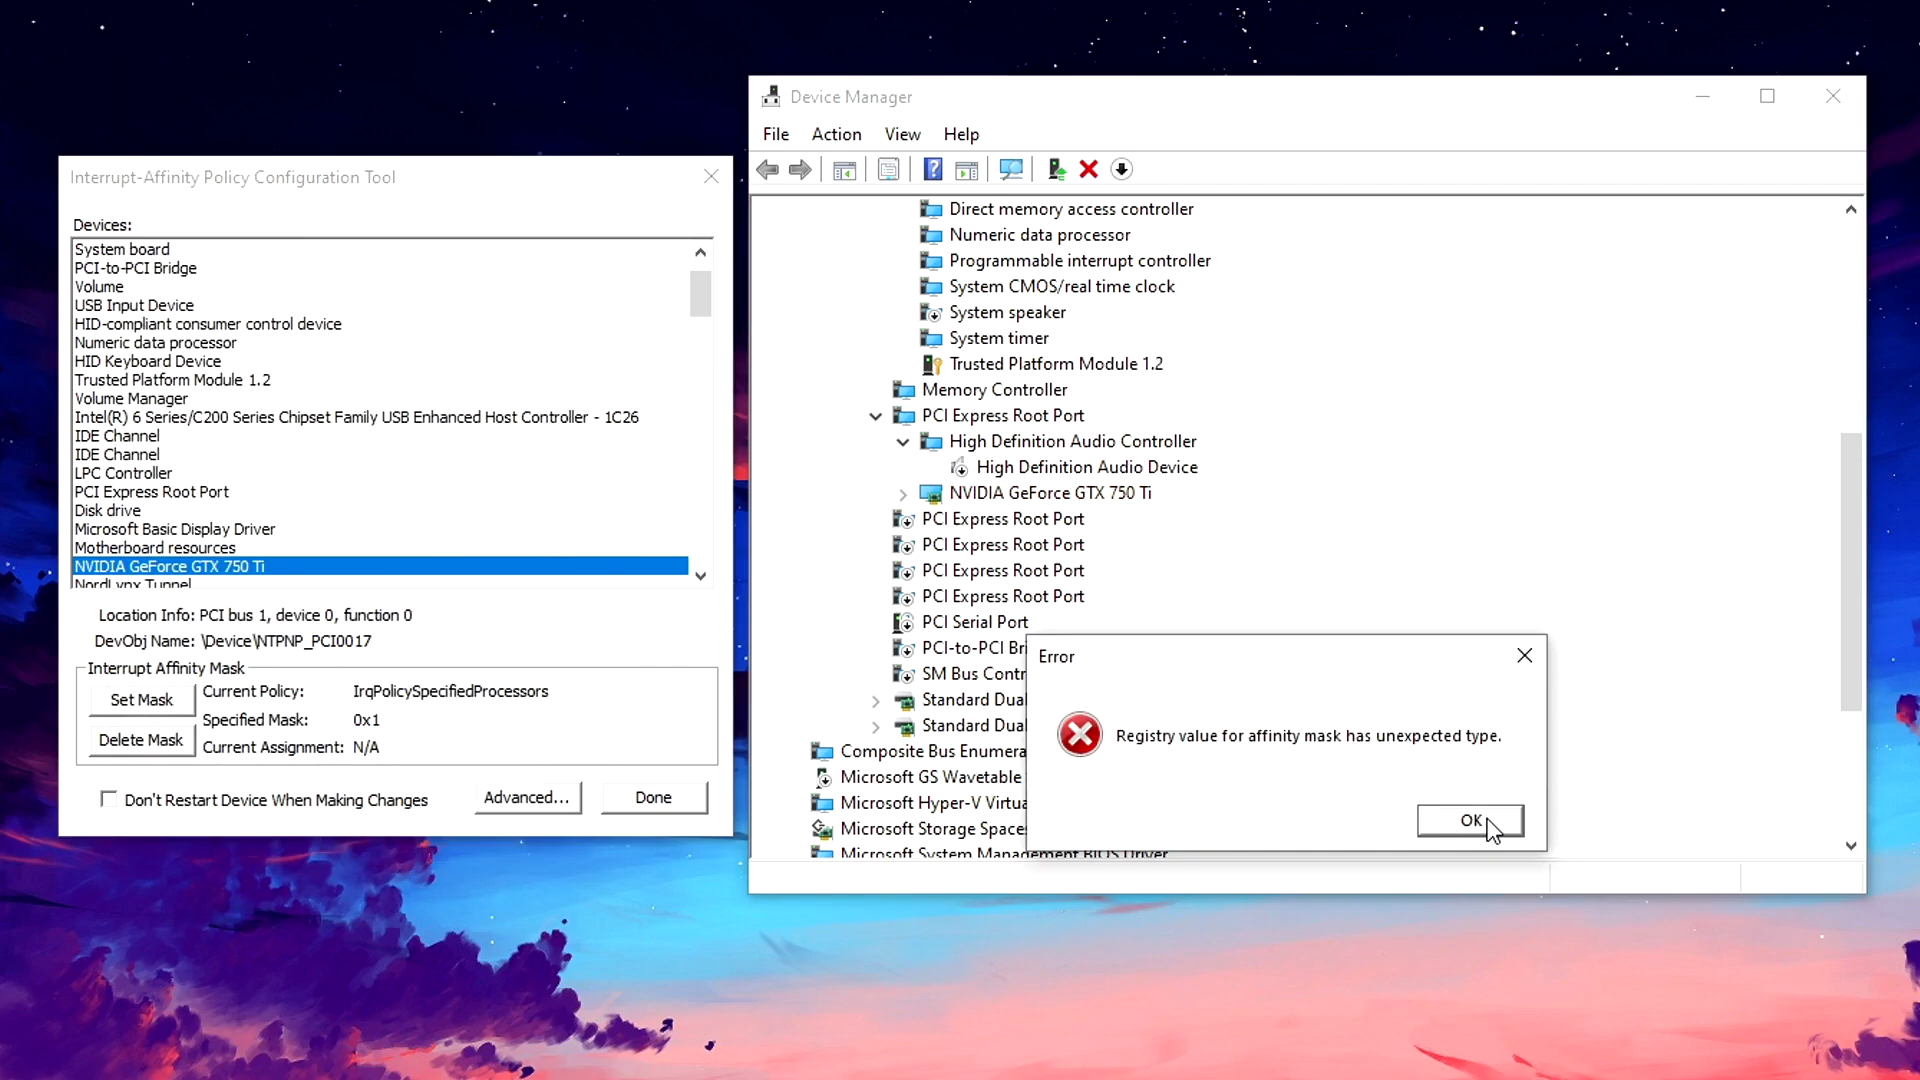 Interrupt-Affinity Policy Configuration Tool
Devices:
System board
PCI-to-PCI Bridge
Volume
USB Input Device
HID-compliant consumer control device
Numeric data processor
HID Keyboard Device
Trusted Platform Module 1.2
Volume Manager
Intel(R) 6 Series/C200 Series Chipset Family USB Enhanced Host Controller - 1C26
IDE Channel
IDE Channel
LPC Controller
PCI Express Root Port
Disk drive
Microsoft Basic Display Driver
Motherboard resources
NVIDIA GeForce GTX 750 Ti
NordLynx Tunnel
Location Info: PCI bus 1, device 0, function 0
DevObj Name: \Device\NTPNP_PCI0017
Interrupt Affinity Mask
Set Mask
Current Policy: IrqPolicySpecifiedProcessors
Specified Mask: 0x1
Delete Mask
Current Assignment: N/A
Don't Restart Device When Making Changes
Advanced...
Done
Device Manager
File Action View Help
Direct memory access controller
Numeric data processor
Programmable interrupt controller
System CMOS/real time clock
System speaker
System timer
Trusted Platform Module 1.2
Memory Controller
PCI Express Root Port
High Definition Audio Controller
High Definition Audio Device
NVIDIA GeForce GTX 750 Ti
PCI Express Root Port
PCI Express Root Port
PCI Express Root Port
PCI Express Root Port
PCI Serial Port
PCI-to-PCI Bri
SM Bus Contr
Standard Dual
Standard Dual
Composite Bus Enumera
Microsoft GS Wavetable
Microsoft Hyper-V Virtua
Microsoft Storage Spaces
Microsoft System Management BIOS Driver
Error
Registry value for affinity mask has unexpected type.
OK